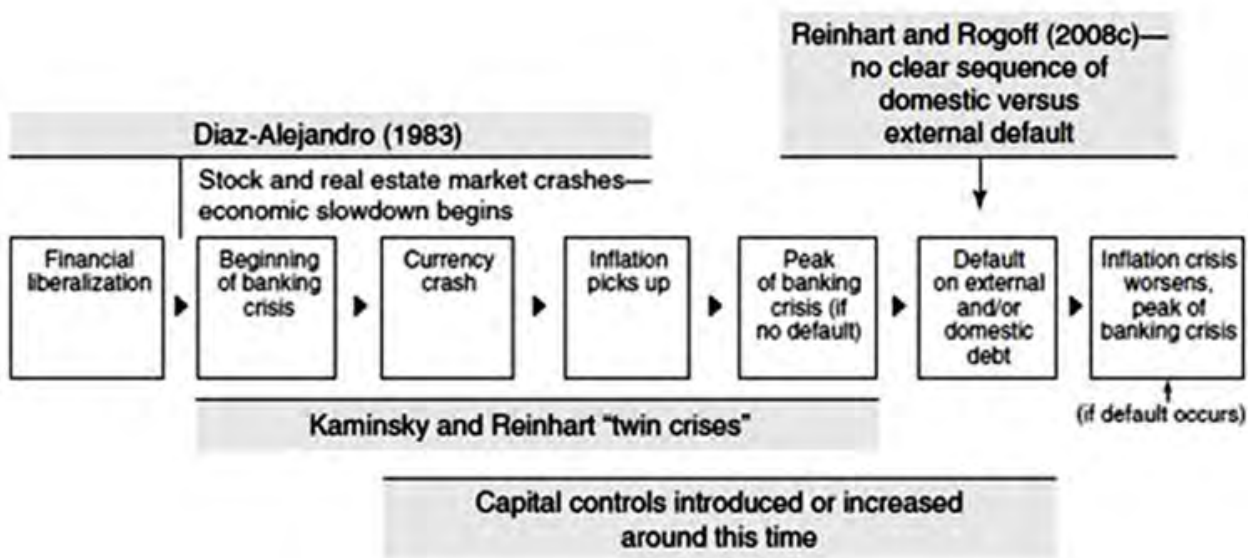 Reinhart and Rogoff (2008c)—
no clear sequence of
domestic versus
external default
Diaz-Alejandro (1983)
Stock and real estate market crashes—
economic slowdown begins
Financial
liberalization
Beginning
of banking
crisis
Currency
crash
Inflation
picks up
Peak
of banking
crisis (if
no default)
Default
on external
and/or
domestic
debt
Inflation crisis
worsens,
peak of
banking crisis
(if default occurs)
Kaminsky and Reinhart "twin crises"
Capital controls introduced or increased
around this time